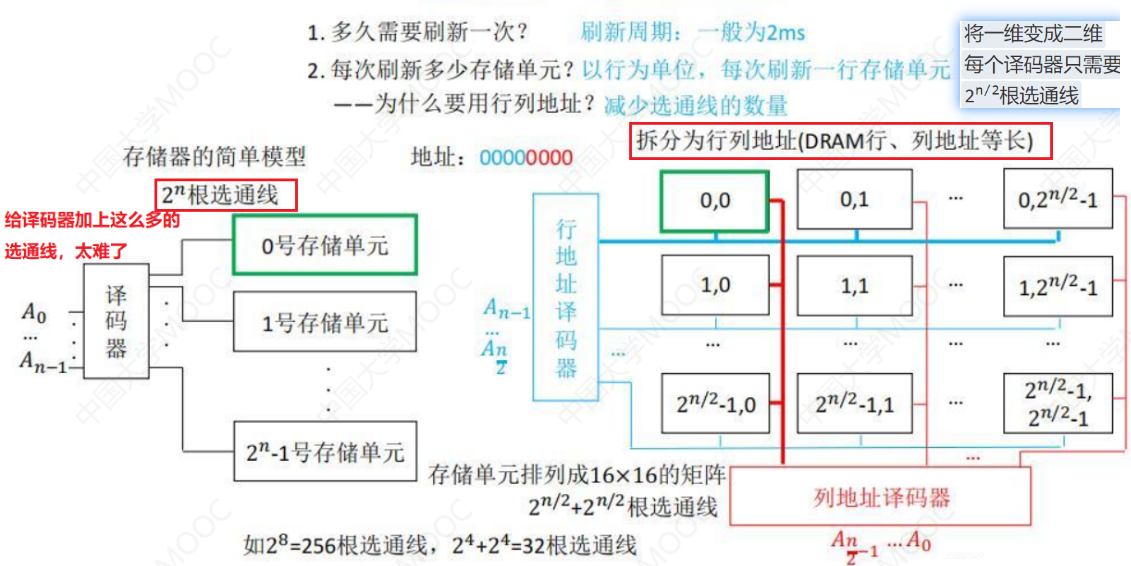 1. 多久需要刷新一次？ 刷新周期：一般为2ms
2. 每次刷新多少存储单元？以行为单位，每次刷新一行存储单元
——为什么要用行列地址？减少选通线的数量
将一维变成二维
每个译码器只需要
2^{n/2}根选通线
存储器的简单模型
地址：00000000
拆分为行列地址(DRAM行、列地址等长)
2^n根选通线
给译码器加上这么多的
选通线，太难了
0号存储单元
1号存储单元
⋮
2^n-1号存储单元
译码器
A_0
...
A_{n-1}
行地址译码器
A_{n-1}
...
A_{n/2}
0,0 0,1 ... 0,2^{n/2}-1
1,0 1,1 ... 1,2^{n/2}-1
... ... ... ...
2^{n/2}-1,0 2^{n/2}-1,1 ... 2^{n/2}-1,
2^{n/2}-1
...
列地址译码器
A_{n/2-1} ...A_0
存储单元排列成16×16的矩阵
2^{n/2}+2^{n/2}根选通线
如2^8=256根选通线，2^4+2^4=32根选通线
中国大学MOOC